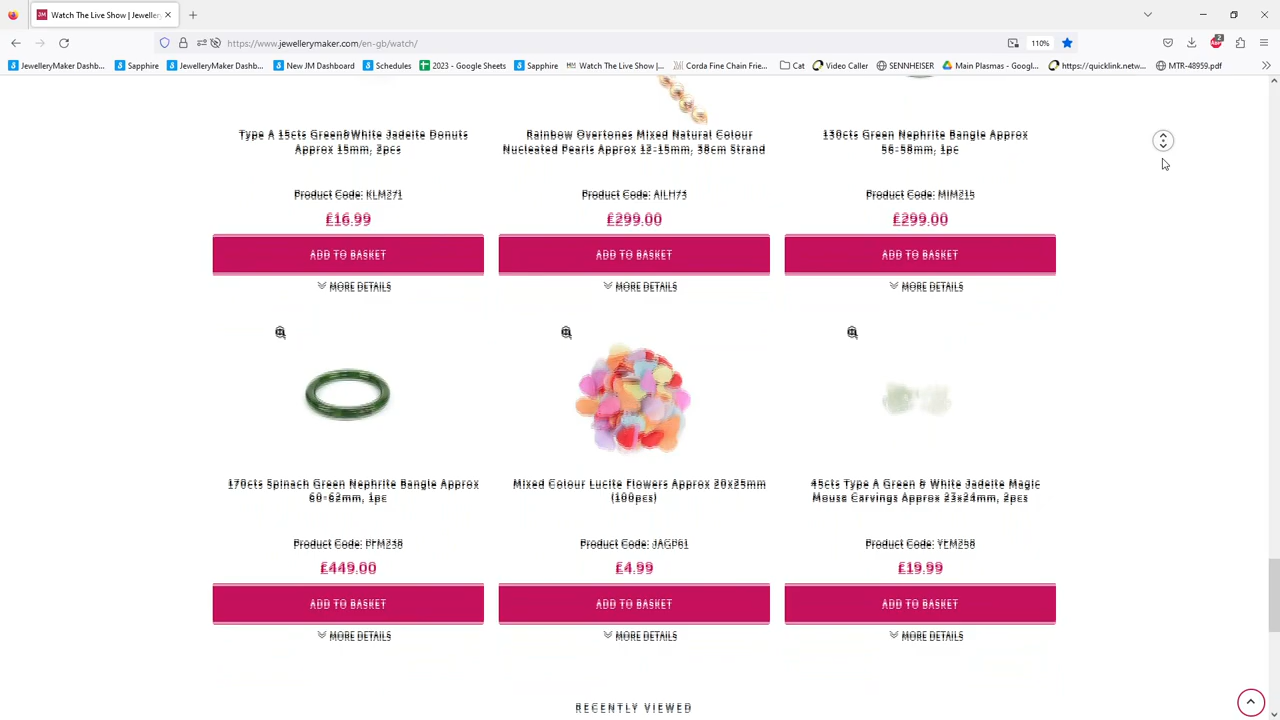 Watch The Live Show | Jeweller
https://www.jewellerymaker.com/en-gb/watch/
110%
2
JewelleryMaker Dashb...
Sapphire
JewelleryMaker Dashb...
New JM Dashboard
Schedules
2023 - Google Sheets
Sapphire
Watch The Live Show |...
Corda Fine Chain Frie...
Cat
Video Caller
SENNHEISER
Main Plasmas - Googl...
https://quicklink.netw...
MTR-48959.pdf
Type A 15cts Green&White Jadeite Donuts
Approx 15mm, 2pcs
Product Code: KLM271
£16.99
ADD TO BASKET
MORE DETAILS
Rainbow Overtones Mixed Natural Colour
Nucleated Pearls Approx 12-15mm, 38cm Strand
Product Code: AILH73
£299.00
ADD TO BASKET
MORE DETAILS
130cts Green Nephrite Bangle Approx
56-58mm, 1pc
Product Code: MIM215
£299.00
ADD TO BASKET
MORE DETAILS
170cts Spinach Green Nephrite Bangle Approx
60-62mm, 1pc
Product Code:
£449.00
ADD TO BASKET
MORE DETAILS
Mixed Colour Lucite Flowers Approx 20x25mm
(100pcs)
Product Code: JAGP61
£4.99
ADD TO BASKET
MORE DETAILS
45cts Type A Green & White Jadeite Magic
Mouse Carvings Approx 23x24mm, 2pcs
Product Code:
£19.99
ADD TO BASKET
MORE DETAILS
RECENTLY VIEWED